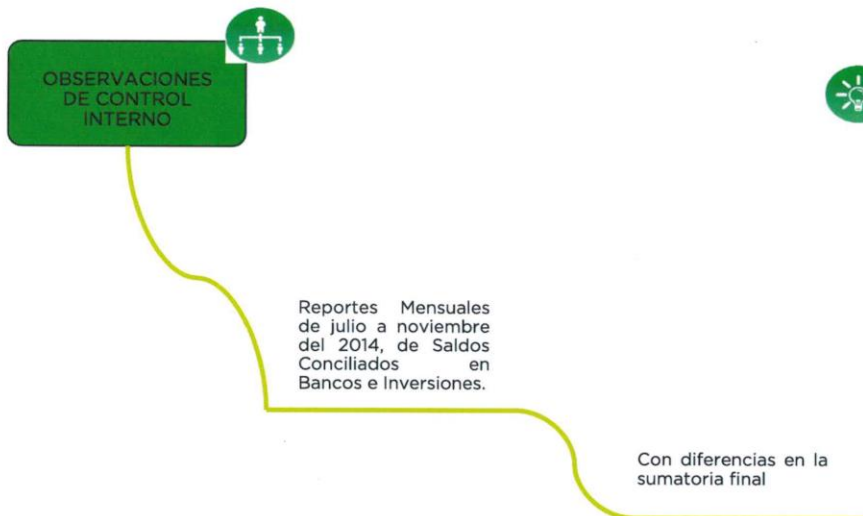 OBSERVACIONES
DE CONTROL
INTERNO
Reportes Mensuales
de julio a noviembre
del 2014, de Saldos
Conciliados en
Bancos e Inversiones.
Con diferencias en la
sumatoria final